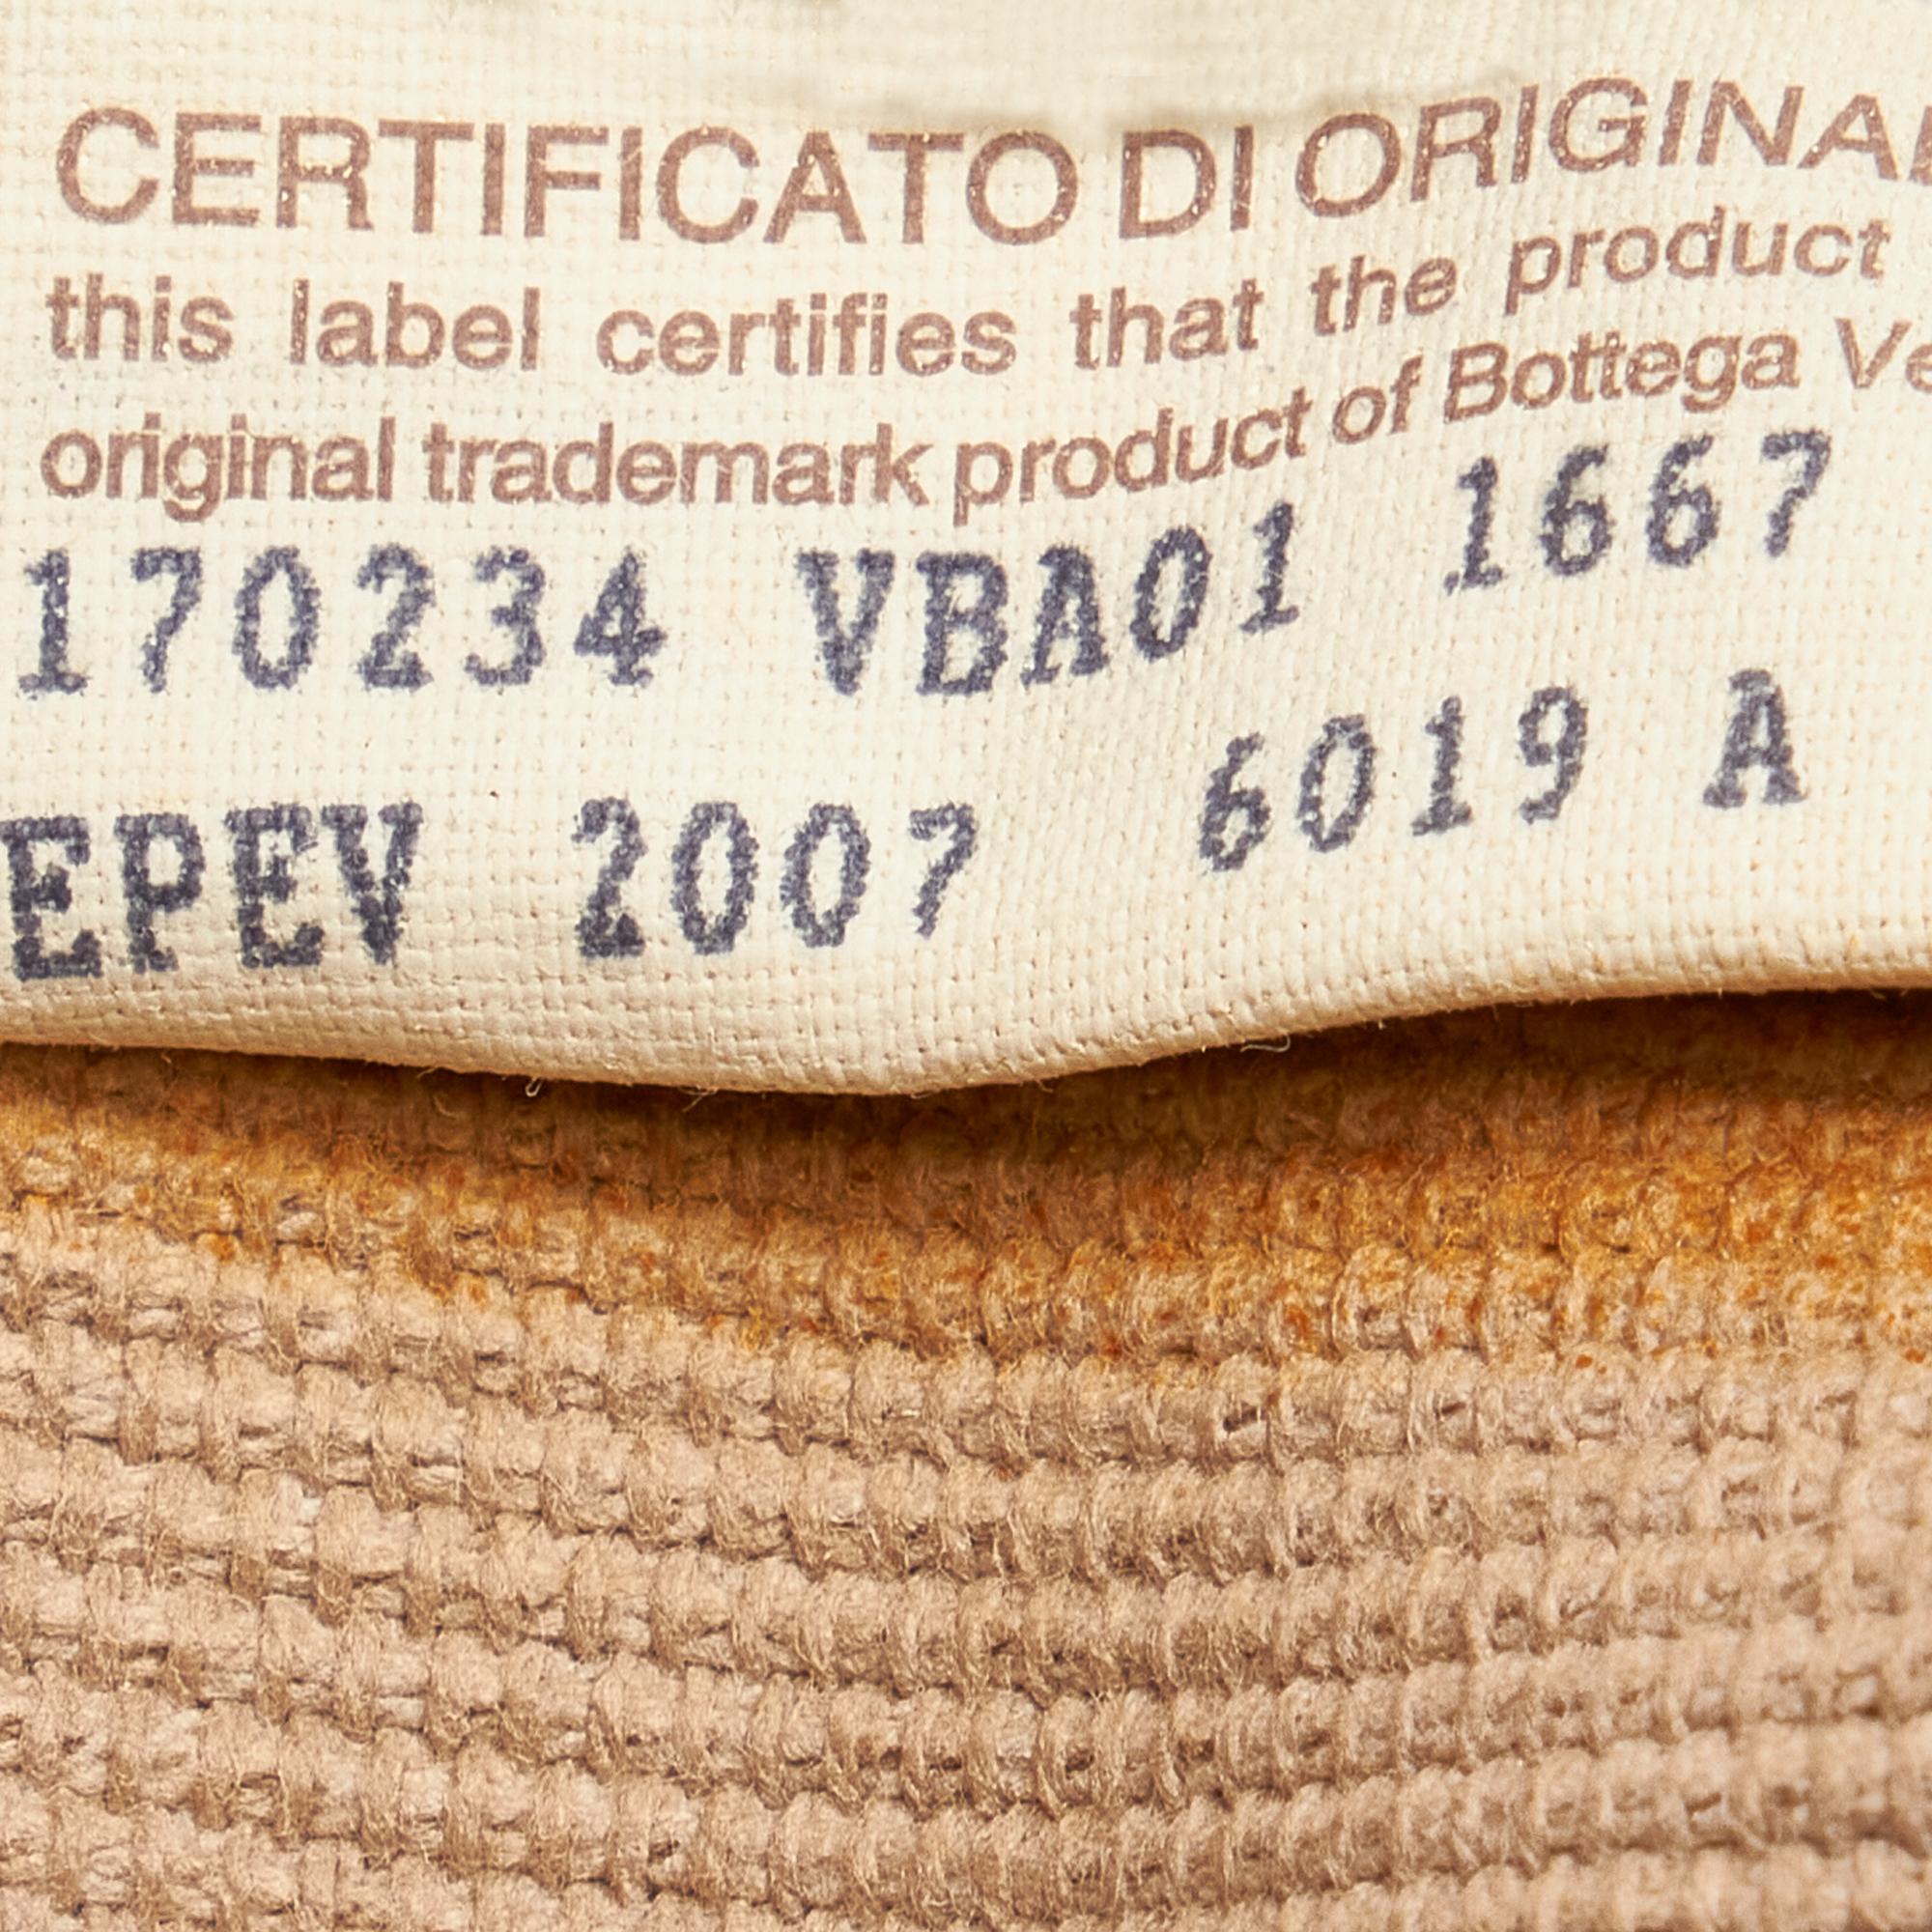 CERTIFICATO DI ORIGINAL
this label certifies that the product
original trademark product of Bottega Ve
170234 VBA01 1667
EPEV 2007 6019 A